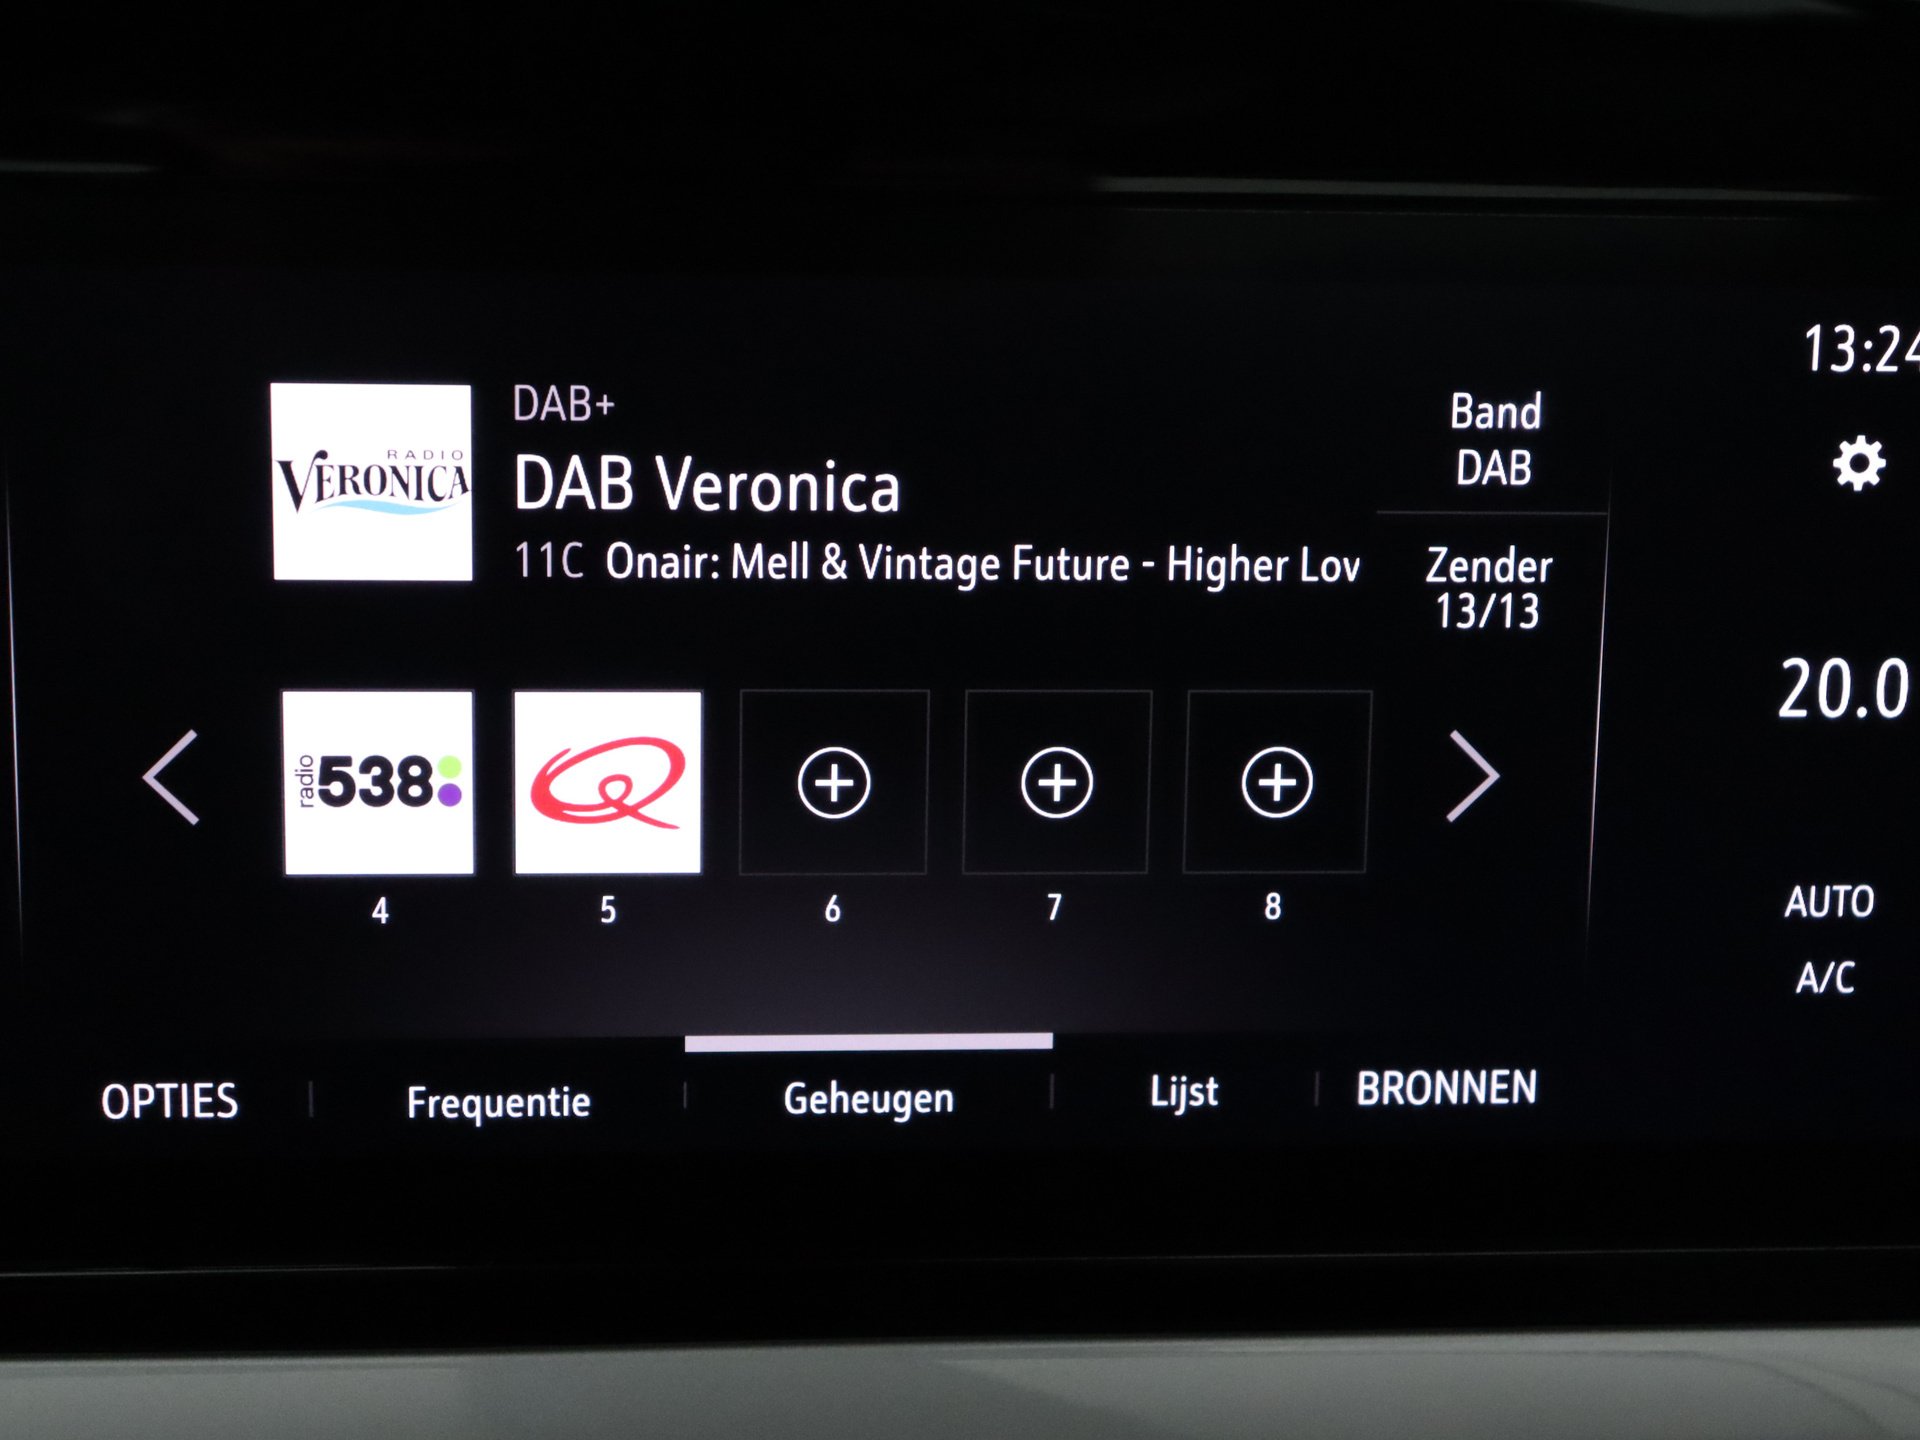 13:24
DAB+
Band
DAB
RADIO
VERONICA
DAB Veronica
11C Onair: Mell & Vintage Future - Higher Lov
Zender
13/13
20.0
radio
538
Q
4
5
6
7
8
AUTO
A/C
OPTIES
Frequentie
Geheugen
Lijst
BRONNEN